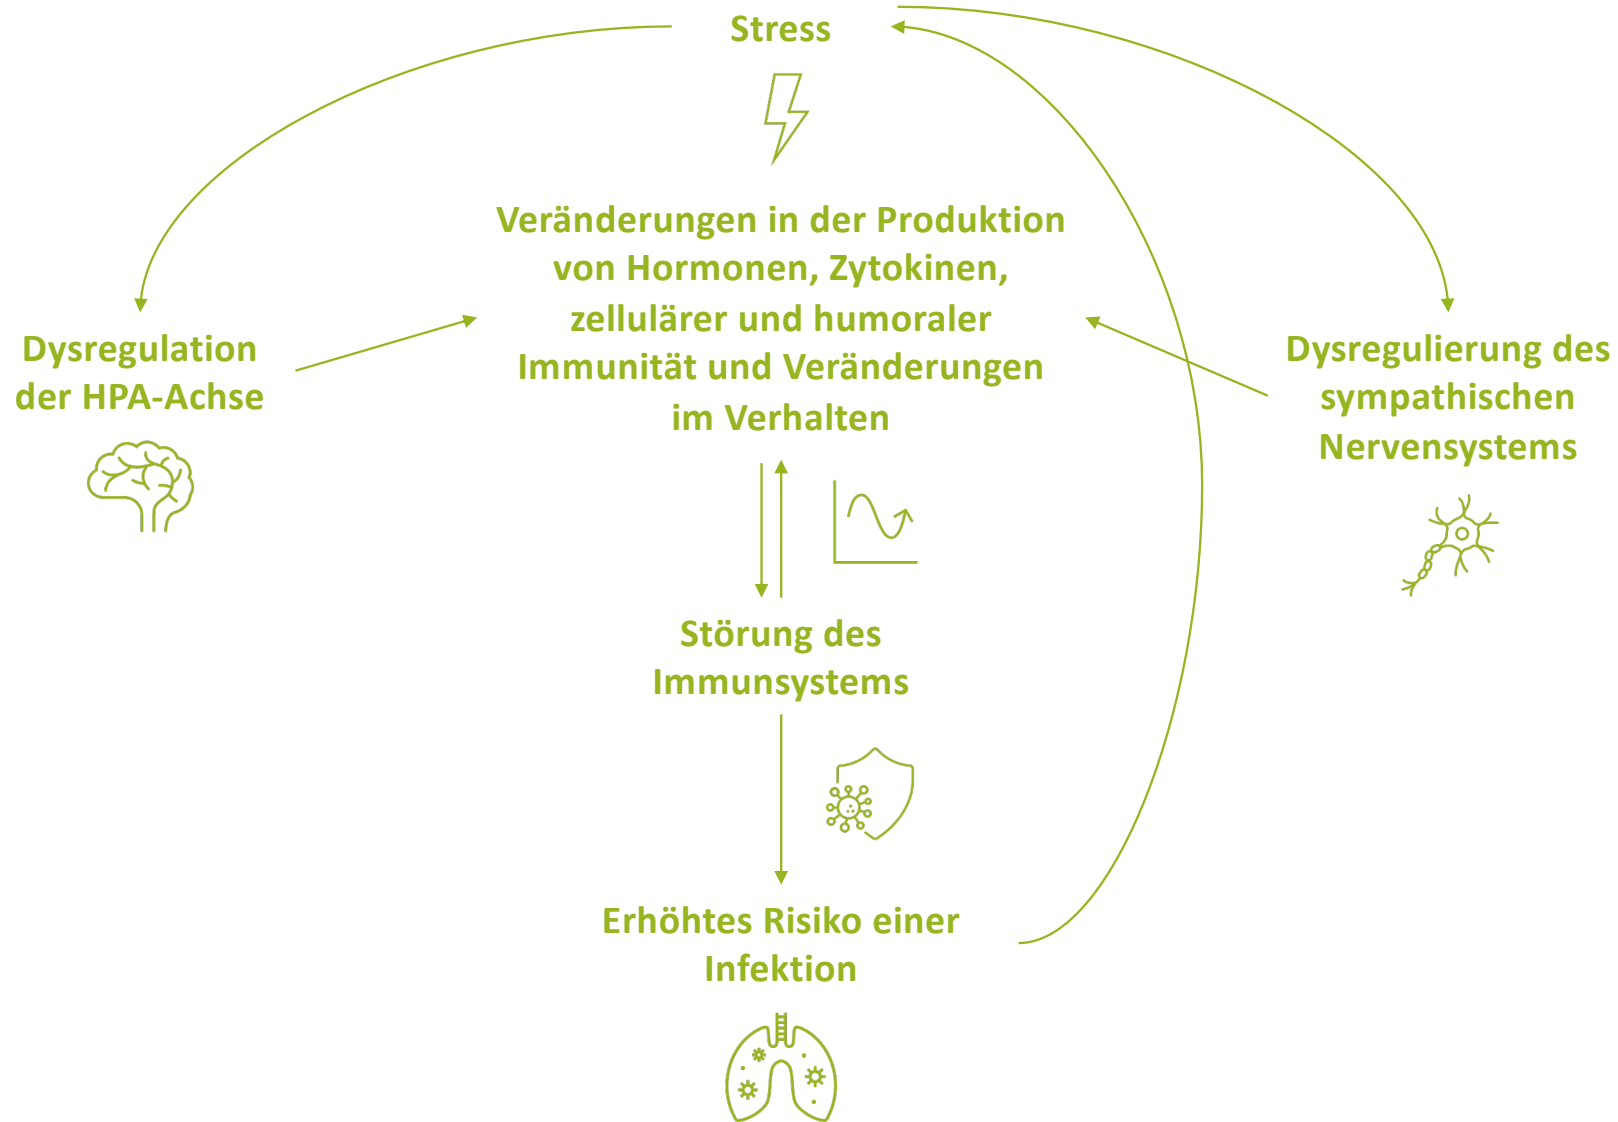 Stress
Veränderungen in der Produktion
von Hormonen, Zytokinen,
zellulärer und humoraler
Immunität und Veränderungen
im Verhalten
Dysregulation
der HPA-Achse
Dysregulierung des
sympathischen
Nervensystems
Störung des
Immunsystems
Erhöhtes Risiko einer
Infektion